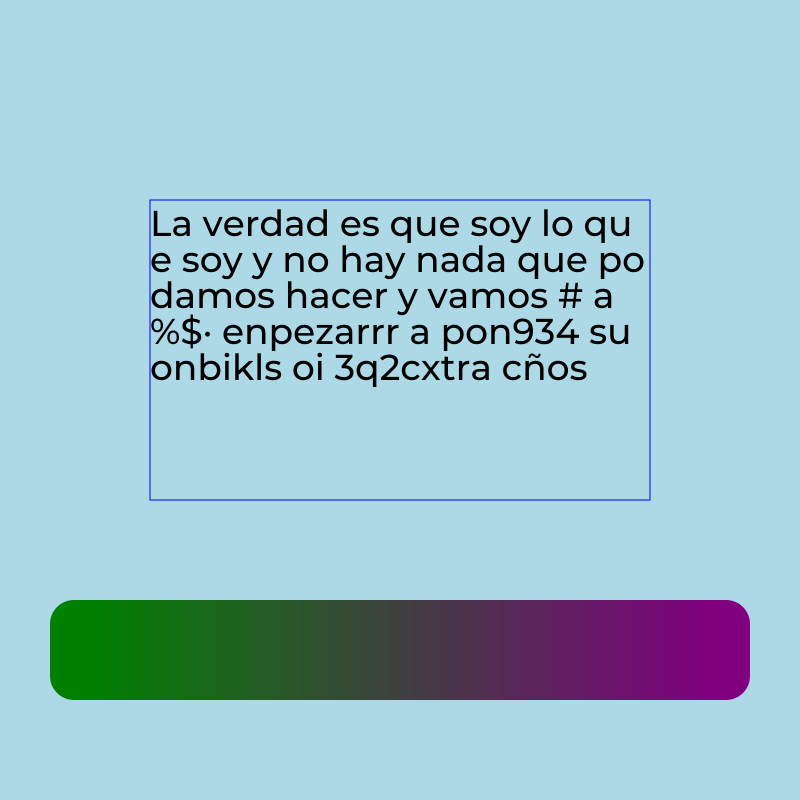 La verdad es que soy lo qu
e soy y no hay nada que po
damos hacer y vamos # a
%$· enpezarrr a pon934 su
onbikls oi 3q2cxtra cños